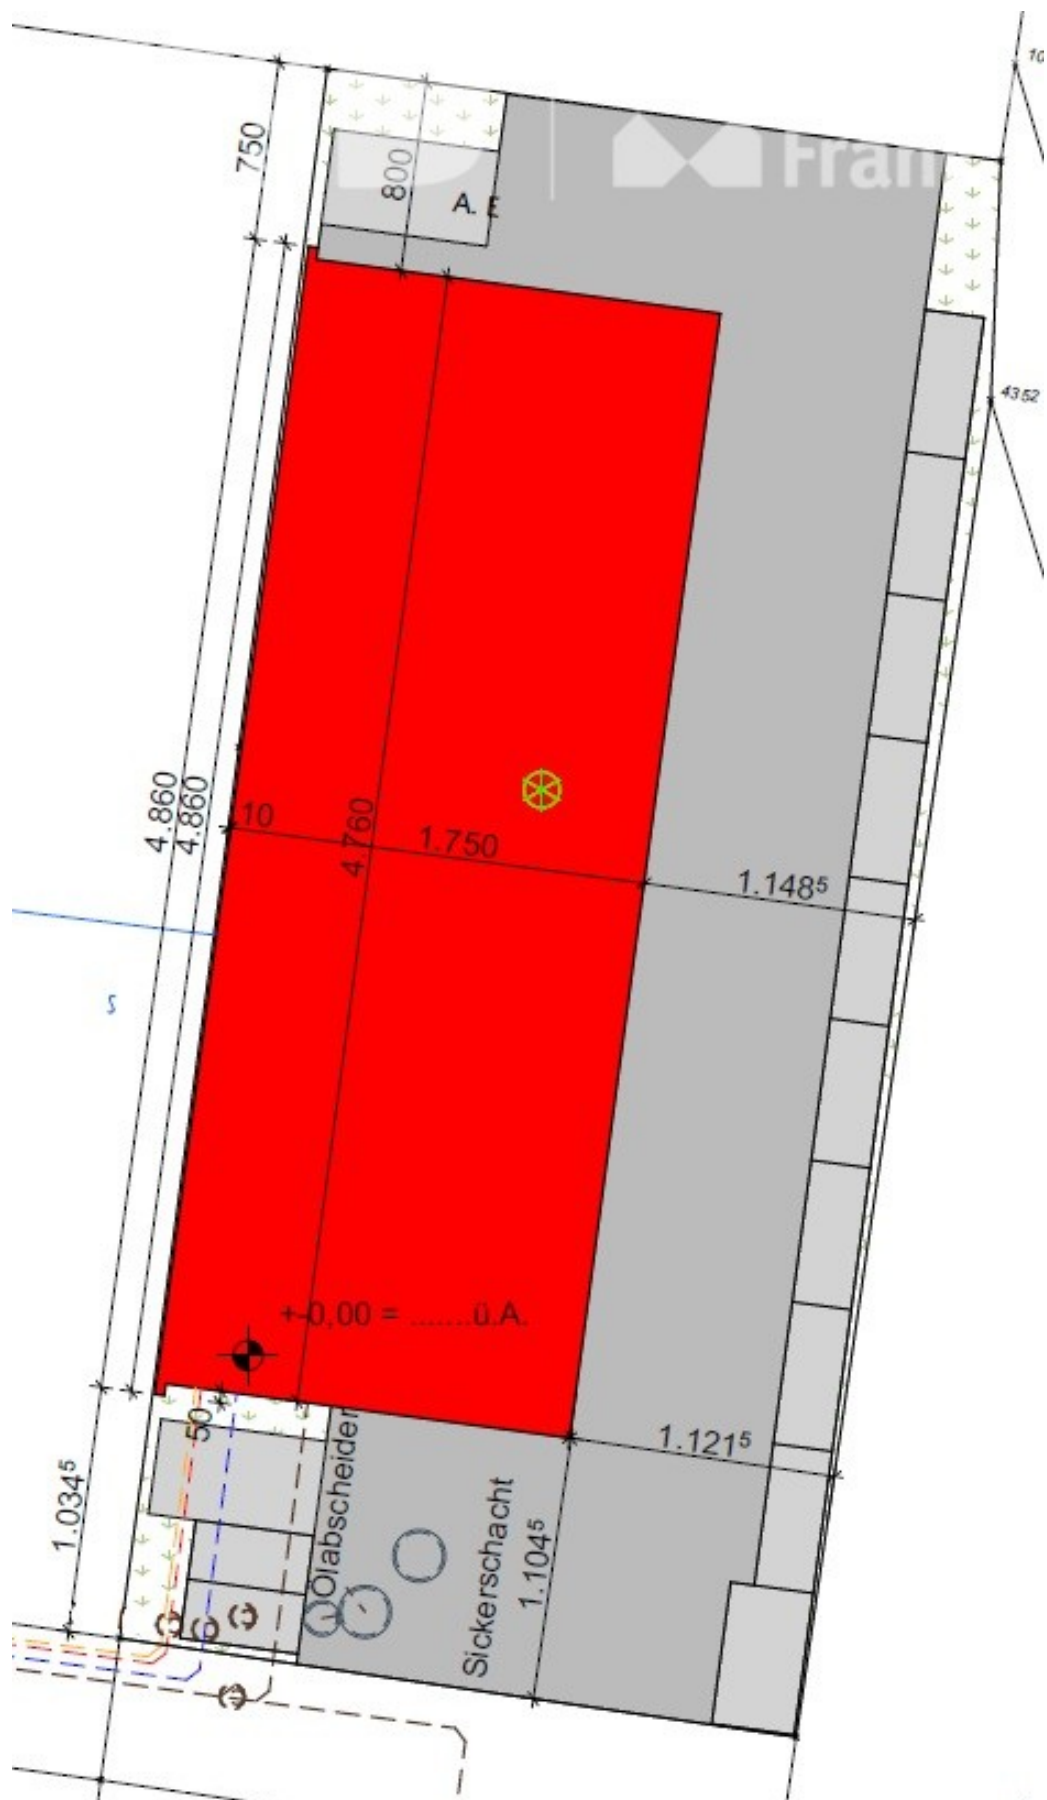 10
750
800
Fran
A. E
4352
4.860
4.860
10
4.760
1.750
1.148⁵
S
+-0,00 = .......ü.A.
50
1.121⁵
1.034⁵
Ölabscheider
Sickerschacht
1.104⁵